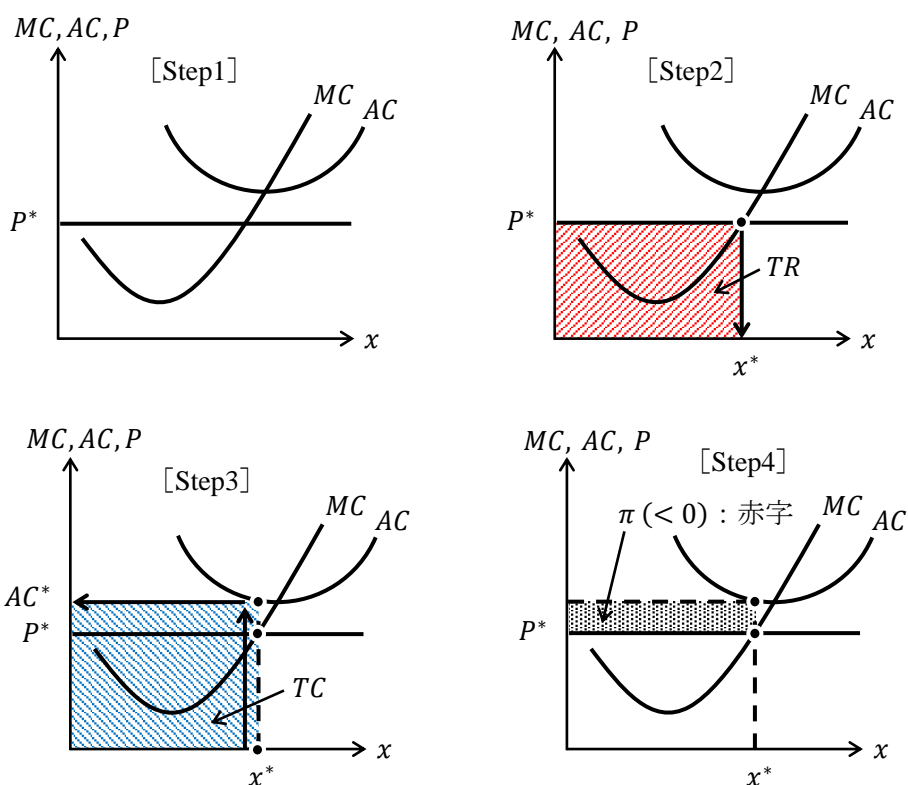 MC, AC, P
[Step1]
MC
AC
P*
x
MC, AC, P
[Step2]
MC
AC
P*
TR
x
x*
MC, AC, P
[Step3]
MC
AC
AC*
P*
TC
x
x*
MC, AC, P
[Step4]
π (< 0) : 赤字
MC
AC
P*
x
x*